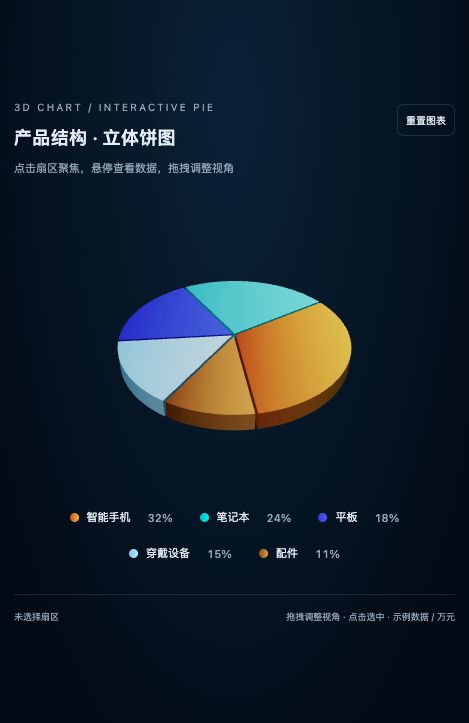 3D CHART / INTERACTIVE PIE
产品结构 · 立体饼图
重置图表
点击扇区聚焦，悬停查看数据，拖拽调整视角
智能手机 32% 笔记本 24% 平板 18%
穿戴设备 15% 配件 11%
未选择扇区
拖拽调整视角 · 点击选中 · 示例数据 / 万元